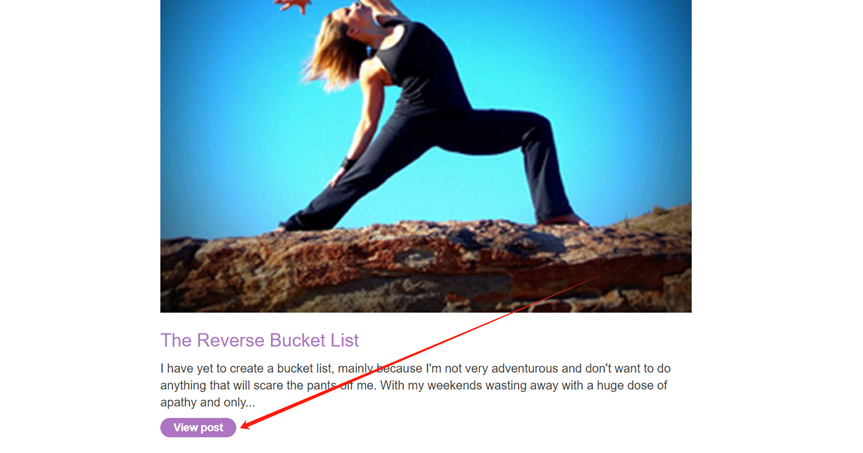 The Reverse Bucket List
I have yet to create a bucket list, mainly because I'm not very adventurous and don't want to do
anything that will scare the pants off me. With my weekends wasting away with a huge dose of
apathy and only...
View post